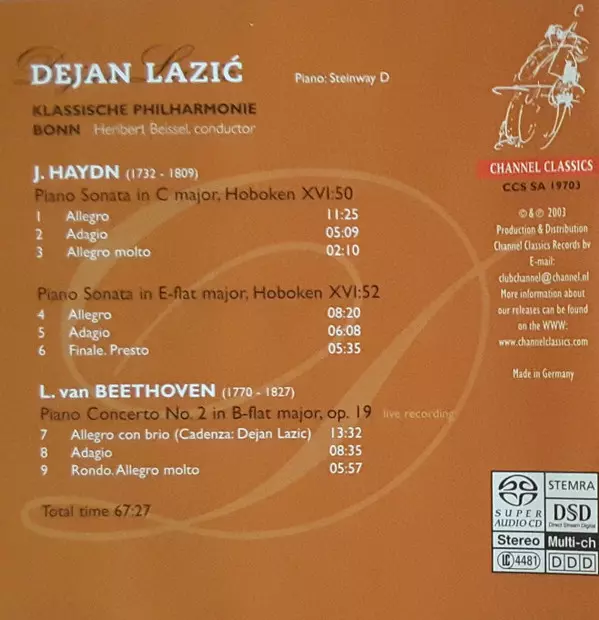 DEJAN LAZIĆ
Piano: Steinway D
KLASSISCHE PHILHARMONIE
BONN Heribert Beissel, conductor
J. HAYDN (1732 - 1809)
Piano Sonata in C major, Hoboken XVI:50
1 Allegro 11:25
2 Adagio 05:09
3 Allegro molto 02:10
Piano Sonata in E-flat major, Hoboken XVI:52
4 Allegro 08:20
5 Adagio 06:08
6 Finale. Presto 05:35
L. van BEETHOVEN (1770 - 1827)
Piano Concerto No. 2 in B-flat major, op. 19 live recording
7 Allegro con brio (Cadenza: Dejan Lazic) 13:32
8 Adagio 08:35
9 Rondo. Allegro molto 05:57
Total time 67:27
CHANNEL CLASSICS
CCS SA 19703
© & ℗ 2003
Production & Distribution
Channel Classics Records bv
E-mail:
clubchannel@channel.nl
More information about
our releases can be found
on the WWW:
www.channelclassics.com
Made in Germany
SUPER
AUDIO CD
STEMRA
DSD
Direct Stream Digital
Stereo Multi-ch
LC 4481 D D D